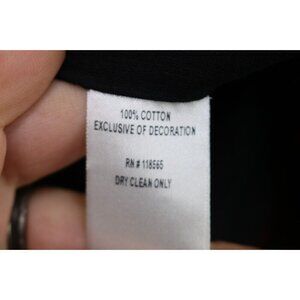 100% COTTON
EXCLUSIVE OF DECORATION
RN # 118565
DRY CLEAN ONLY